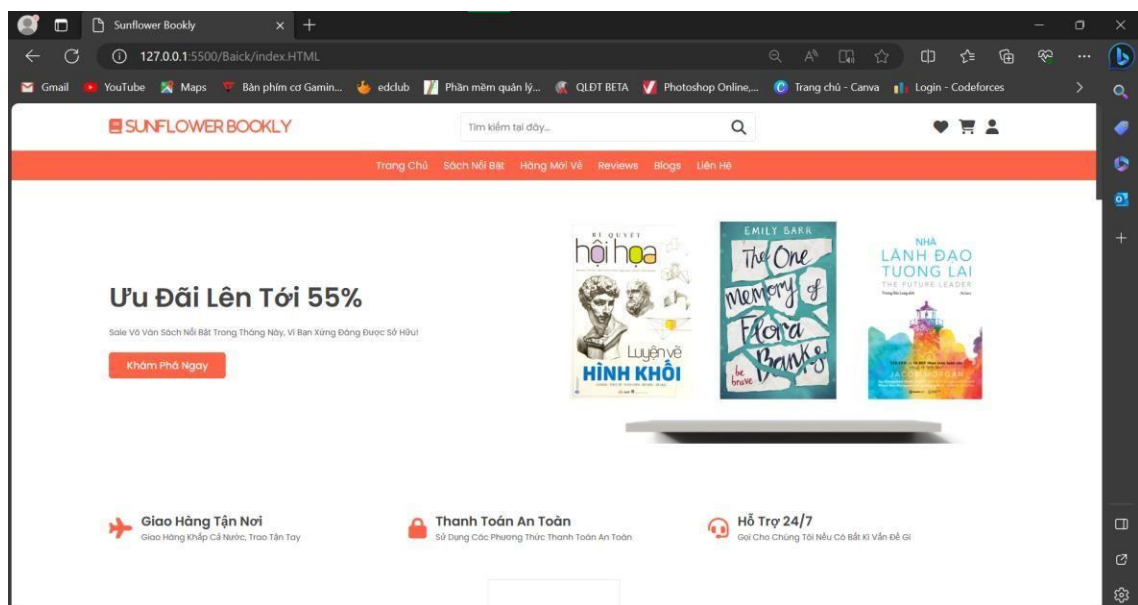 Sunflower Bookly
127.0.0.1:5500/Baick/index.HTML
Gmail YouTube Maps Bàn phím cơ Gamin... edclub Phần mềm quản lý... QLĐT BETA Photoshop Online,... Trang chủ - Canva Login - Codeforces
SUNFLOWER BOOKLY
Tìm kiếm tại đây...
Trang Chủ Sách Nổi Bật Hàng Mới Về Reviews Blogs Liên Hệ
Ưu Đãi Lên Tới 55%
Sale Vô Vàn Sách Nổi Bật Trong Tháng Này, Vì Bạn Xứng Đáng Được Sở Hữu!
Khám Phá Ngay
BÍ QUYẾT
hội họa
Luyện vẽ
HÌNH KHỐI
EMILY BARR
The One
memory of
Flora
Banks
be
brave
NHÀ
LÃNH ĐẠO
TƯƠNG LAI
THE FUTURE LEADER
JACOB MORGAN
Giao Hàng Tận Nơi
Giao Hàng Khắp Cả Nước, Trao Tận Tay
Thanh Toán An Toàn
Sử Dụng Các Phương Thức Thanh Toán An Toàn
Hỗ Trợ 24/7
Gọi Cho Chúng Tôi Nếu Có Bất Kì Vấn Đề Gì